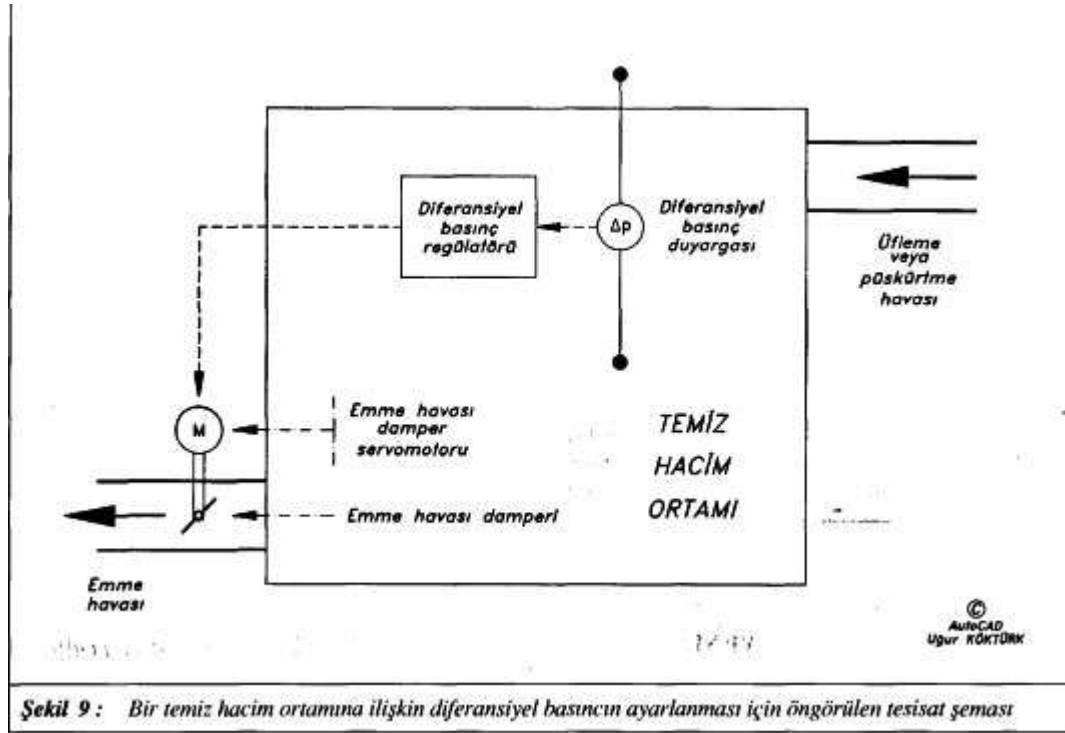 Diferansiyel
basınç
regülatörü
Δp
Diferansiyel
basınç
duyargası
Üfleme
veya
püskürtme
havası
M
Emme havası
damper
servomotoru
TEMİZ
HACİM
ORTAMI
Emme havası damperi
Emme
havası
©
AutoCAD
Uğur KÖKTÜRK
Şekil 9 : Bir temiz hacim ortamına ilişkin diferansiyel basıncın ayarlanması için öngörülen tesisat şeması